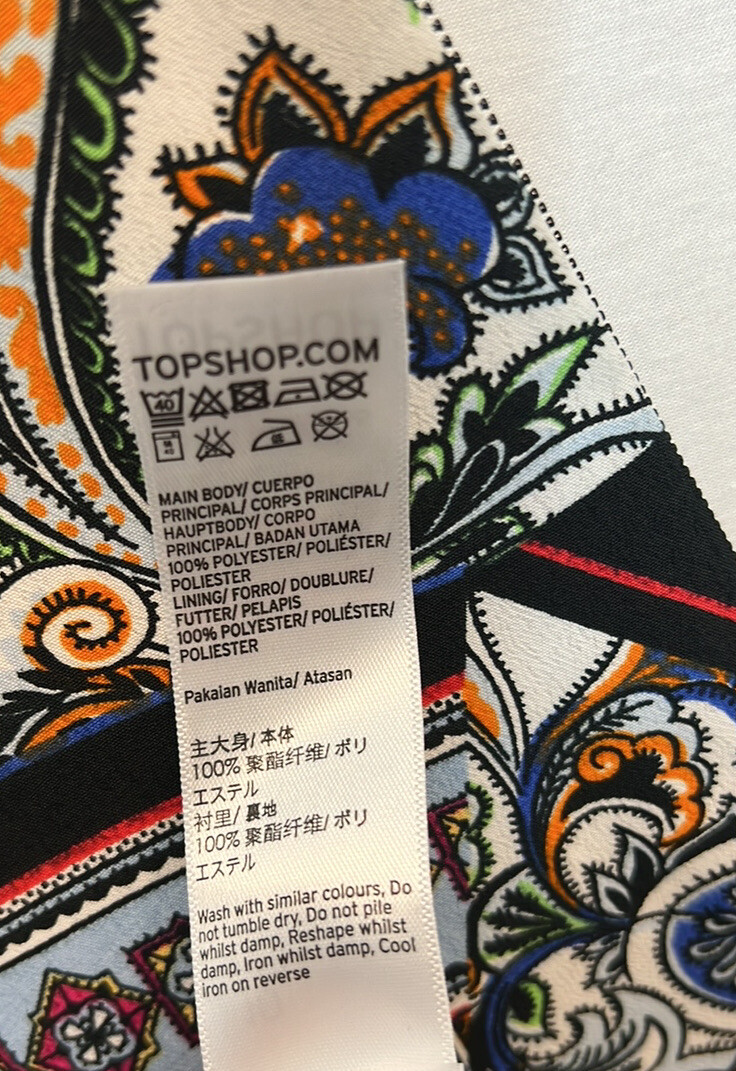 TOPSHOP.COM
40
MAIN BODY/ CUERPO
PRINCIPAL/ CORPS PRINCIPAL/
HAUPTBODY/ CORPO
PRINCIPAL/ BADAN UTAMA
100% POLYESTER/ POLIÉSTER/
POLIESTER
LINING/ FORRO/ DOUBLURE/
FUTTER/ PELAPIS
100% POLYESTER/ POLIÉSTER/
POLIESTER
Pakaian Wanita/ Atasan
主大身/ 本体
100% 聚酯纤维/ ポリ
エステル
衬里/ 裏地
100% 聚酯纤维/ ポリ
エステル
Wash with similar colours, Do
not tumble dry, Do not pile
whilst damp, Reshape whilst
damp, Iron whilst damp, Cool
iron on reverse